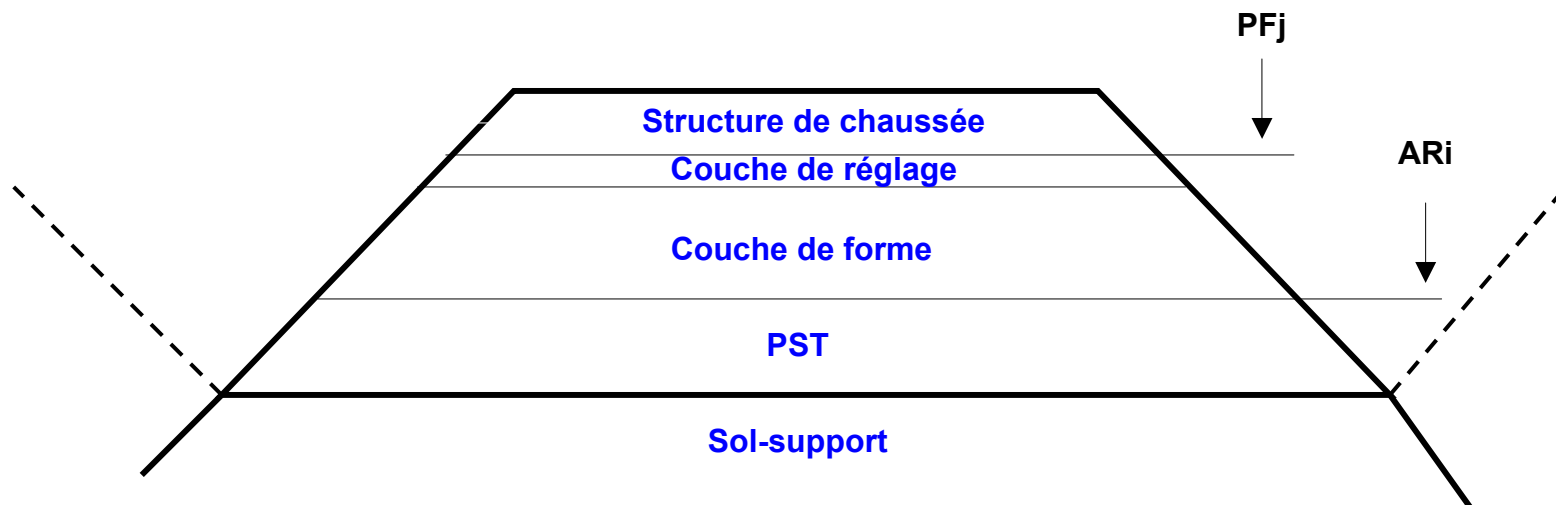 PFj
Structure de chaussée
ARi
Couche de réglage
Couche de forme
PST
Sol-support